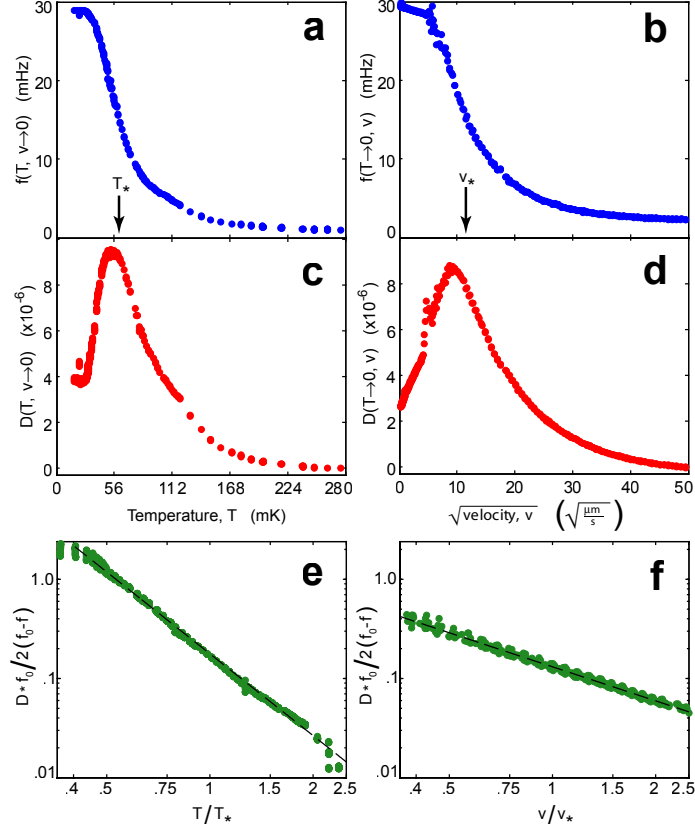 30
20
10
0
f(T, v→0) (mHz)
a
T*
30
20
10
0
f(T→0, v) (mHz)
b
v*
8
6
4
2
0
D(T, v→0) (x10-6)
c
0 56 112 168 224 280
Temperature, T (mK)
8
6
4
2
0
D(T→0, v) (x10-6)
d
0 10 20 30 40 50
√velocity, v (√μm/s)
1.0
0.1
.01
D*f0/2(f0-f)
e
.4 .5 .75 1 1.5 2 2.5
T/T*
1.0
0.1
.01
D*f0/2(f0-f)
f
.4 .5 .75 1 1.5 2 2.5
v/v*